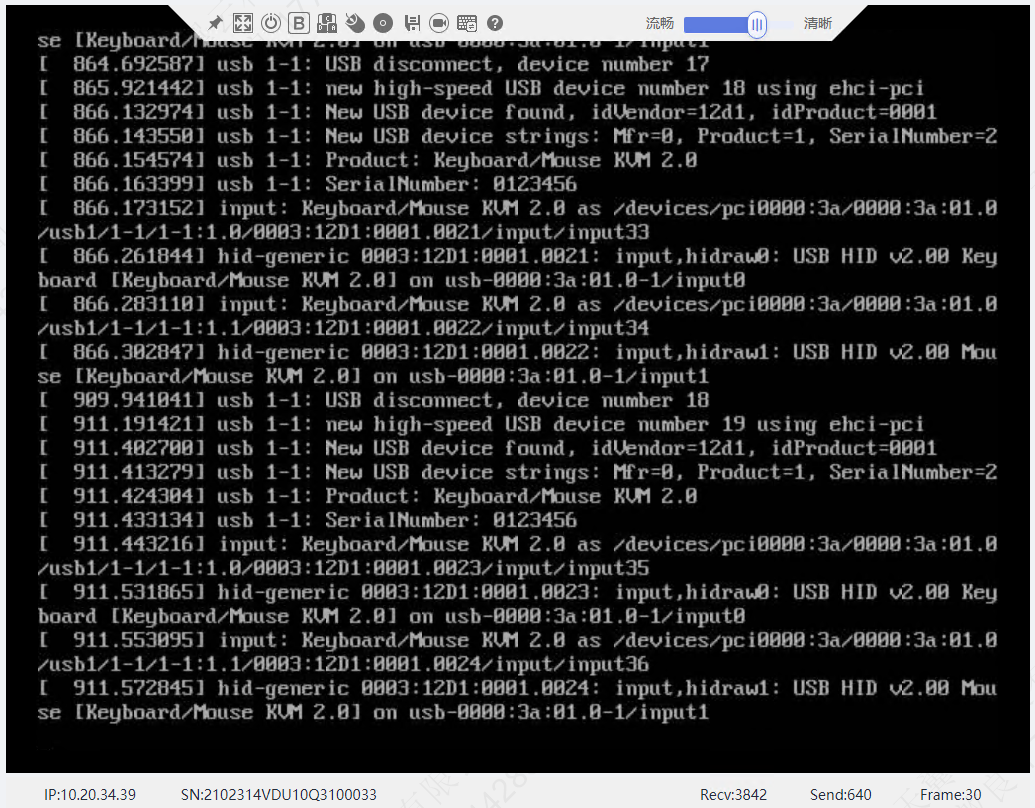 流畅 清晰
se [Keyboard/Mouse KVM 2.0] on usb-0000:3a:01.0-1/input1
[  864.692587] usb 1-1: USB disconnect, device number 17
[  865.921442] usb 1-1: new high-speed USB device number 18 using ehci-pci
[  866.132974] usb 1-1: New USB device found, idVendor=12d1, idProduct=0001
[  866.143550] usb 1-1: New USB device strings: Mfr=0, Product=1, SerialNumber=2
[  866.154574] usb 1-1: Product: Keyboard/Mouse KVM 2.0
[  866.163399] usb 1-1: SerialNumber: 0123456
[  866.173152] input: Keyboard/Mouse KVM 2.0 as /devices/pci0000:3a/0000:3a:01.0
/usb1/1-1/1-1:1.0/0003:12D1:0001.0021/input/input33
[  866.261844] hid-generic 0003:12D1:0001.0021: input,hidraw0: USB HID v2.00 Key
board [Keyboard/Mouse KVM 2.0] on usb-0000:3a:01.0-1/input0
[  866.283110] input: Keyboard/Mouse KVM 2.0 as /devices/pci0000:3a/0000:3a:01.0
/usb1/1-1/1-1:1.1/0003:12D1:0001.0022/input/input34
[  866.302847] hid-generic 0003:12D1:0001.0022: input,hidraw1: USB HID v2.00 Mou
se [Keyboard/Mouse KVM 2.0] on usb-0000:3a:01.0-1/input1
[  909.941041] usb 1-1: USB disconnect, device number 18
[  911.191421] usb 1-1: new high-speed USB device number 19 using ehci-pci
[  911.402700] usb 1-1: New USB device found, idVendor=12d1, idProduct=0001
[  911.413279] usb 1-1: New USB device strings: Mfr=0, Product=1, SerialNumber=2
[  911.424304] usb 1-1: Product: Keyboard/Mouse KVM 2.0
[  911.433134] usb 1-1: SerialNumber: 0123456
[  911.443216] input: Keyboard/Mouse KVM 2.0 as /devices/pci0000:3a/0000:3a:01.0
/usb1/1-1/1-1:1.0/0003:12D1:0001.0023/input/input35
[  911.531865] hid-generic 0003:12D1:0001.0023: input,hidraw0: USB HID v2.00 Key
board [Keyboard/Mouse KVM 2.0] on usb-0000:3a:01.0-1/input0
[  911.553095] input: Keyboard/Mouse KVM 2.0 as /devices/pci0000:3a/0000:3a:01.0
/usb1/1-1/1-1:1.1/0003:12D1:0001.0024/input/input36
[  911.572845] hid-generic 0003:12D1:0001.0024: input,hidraw1: USB HID v2.00 Mou
se [Keyboard/Mouse KVM 2.0] on usb-0000:3a:01.0-1/input1
IP:10.20.34.39 SN:2102314VDU10Q3100033 Recv:3842 Send:640 Frame:30